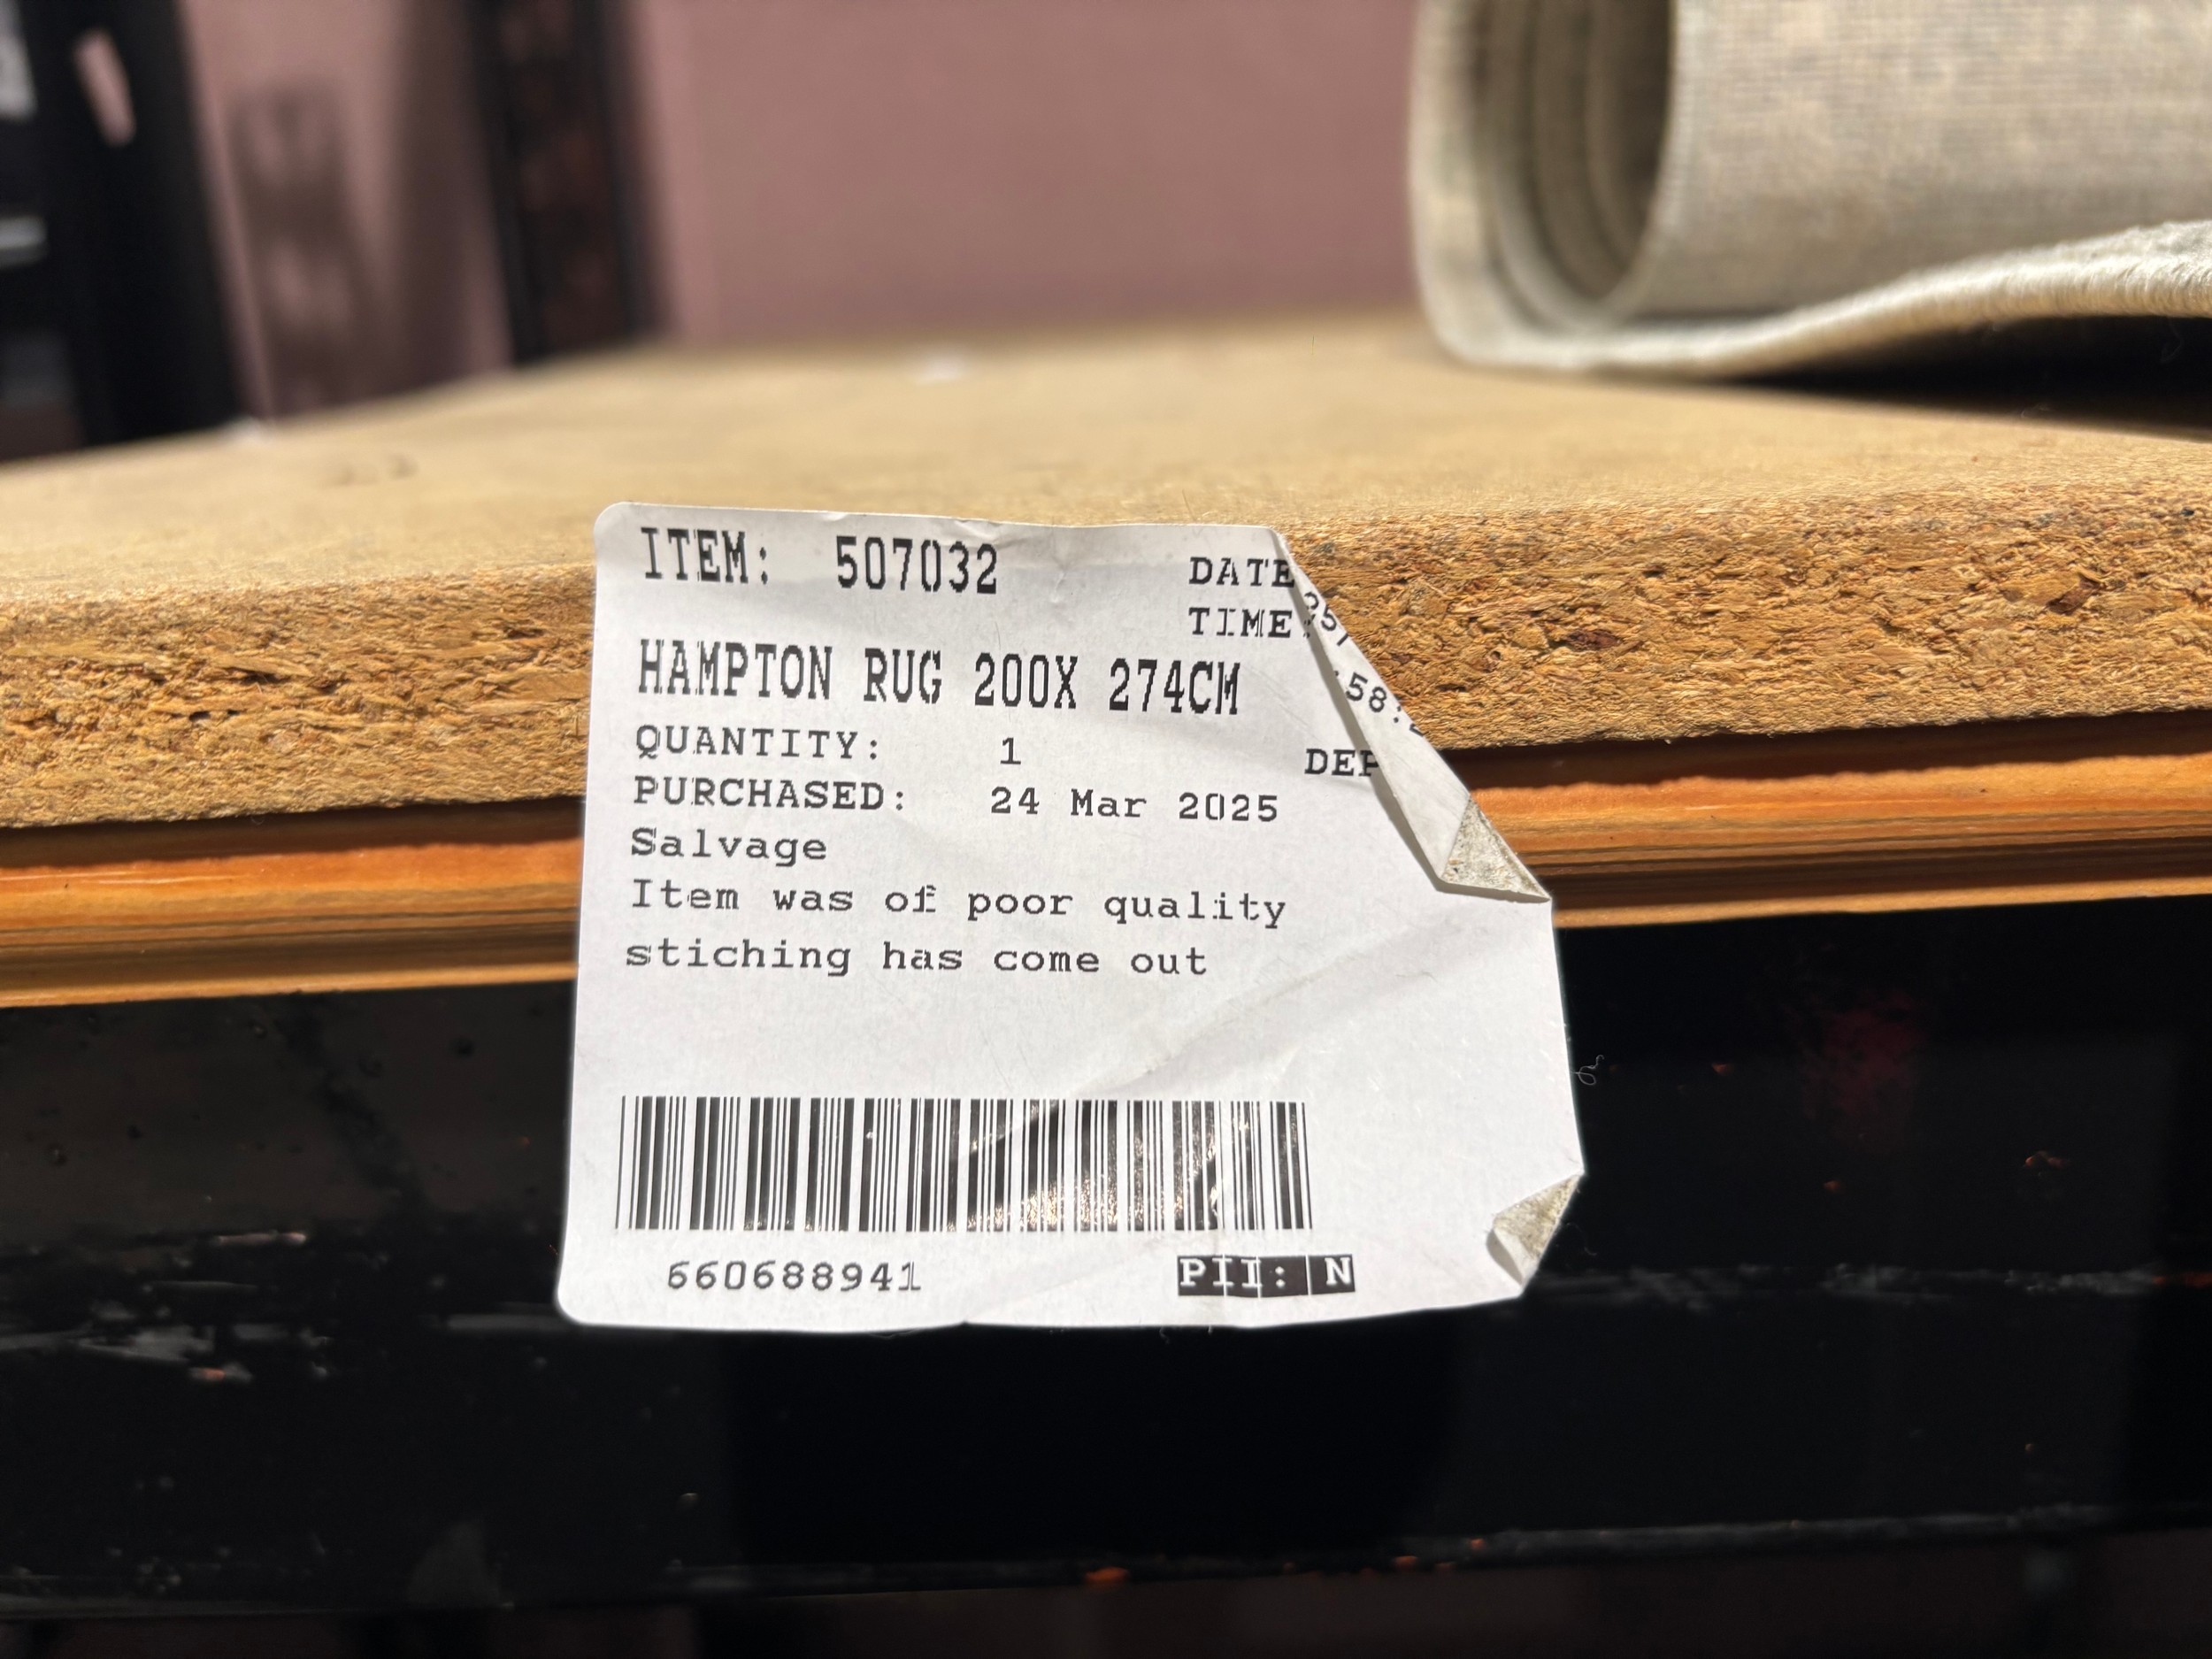 ITEM: 507032
DATE
TIME:
HAMPTON RUG 200X 274CM
QUANTITY: 1
PURCHASED: 24 Mar 2025
Salvage
Item was of poor quality
stiching has come out
660688941
PII: N